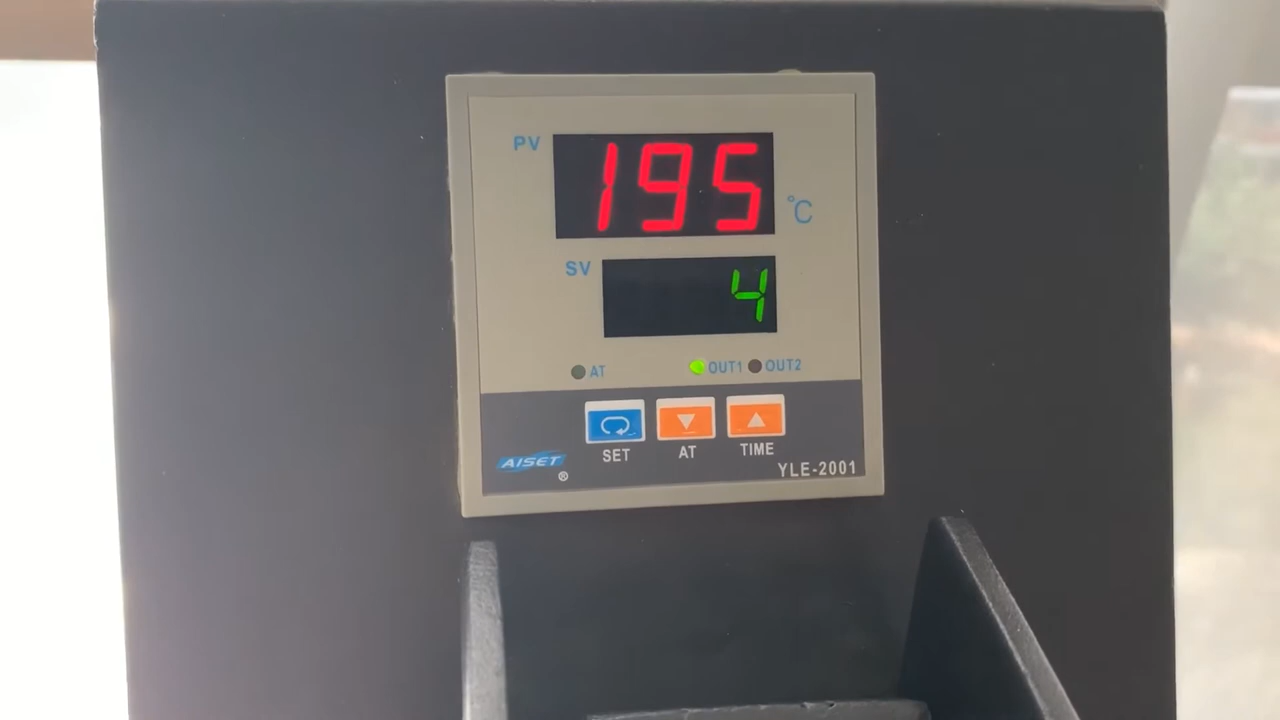 PV 195 °C
SV 4
AT OUT1 OUT2
SET AT TIME
AISET ® YLE-2001